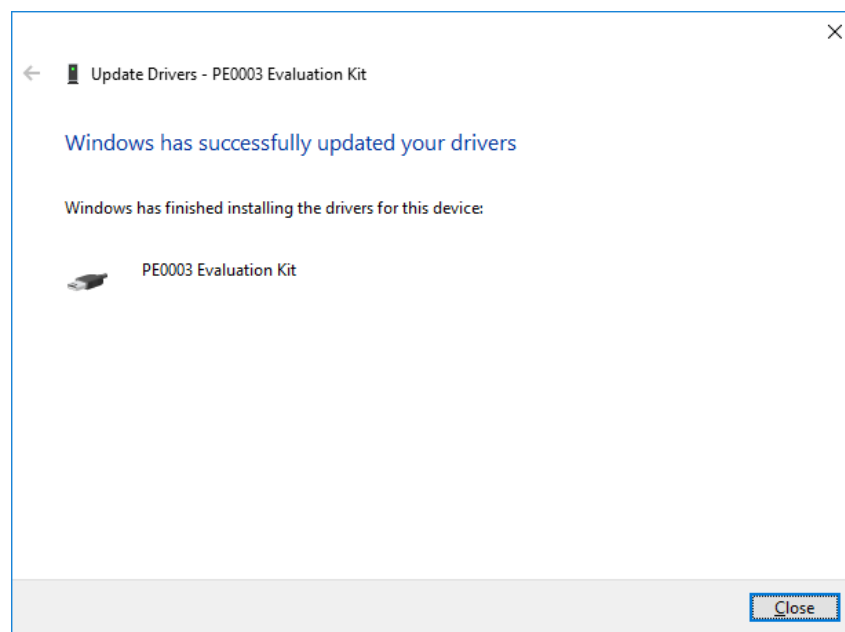 Update Drivers - PE0003 Evaluation Kit
Windows has successfully updated your drivers
Windows has finished installing the drivers for this device:
PE0003 Evaluation Kit
Close